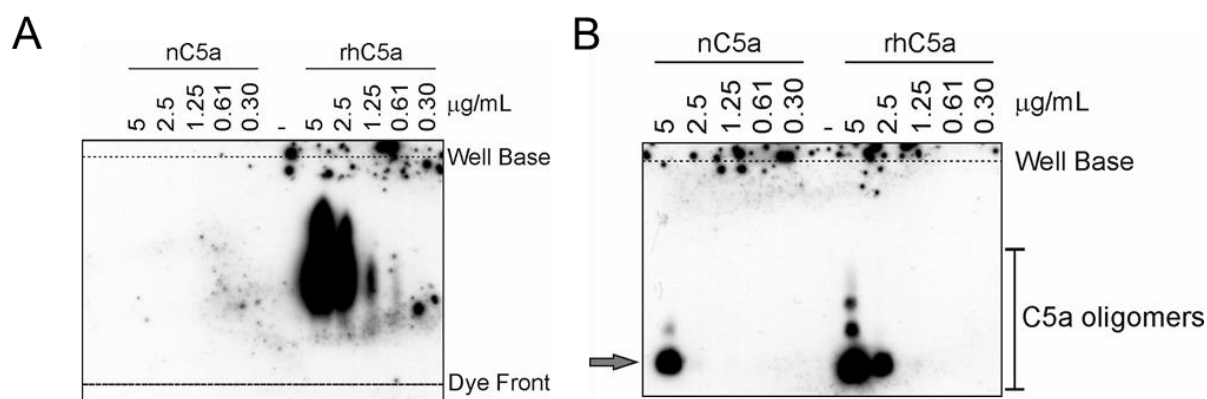 A
nC5a
rhC5a
5
2.5
1.25
0.61
0.30
-
5
2.5
1.25
0.61
0.30
μg/mL
Well Base
Dye Front
B
nC5a
rhC5a
5
2.5
1.25
0.61
0.30
-
5
2.5
1.25
0.61
0.30
μg/mL
Well Base
C5a oligomers